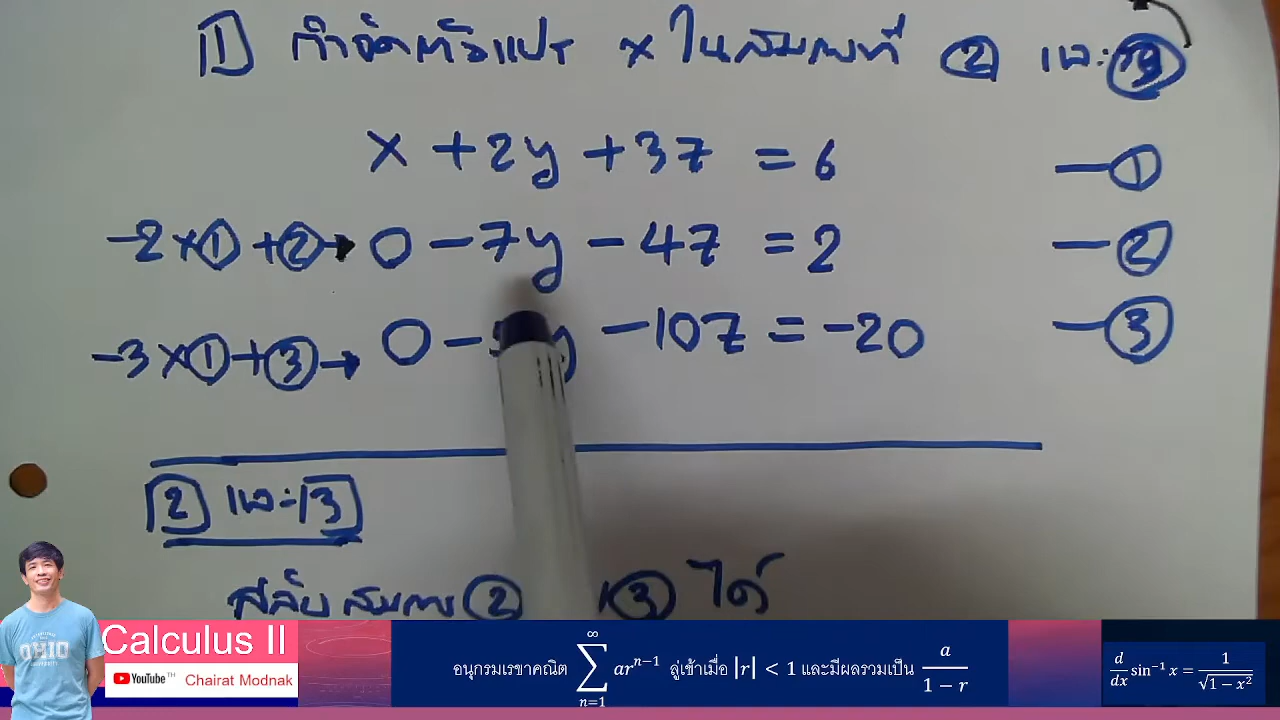 1 กำจัดตัวแปร x ในสมการที่ ② และ ③
x + 2y + 3z = 6 — ①
-2×① + ② → 0 - 7y - 4z = 2 — ②
-3×① + ③ → 0 - y - 10z = -20 — ③
2 และ 3
สลับสมการ ② ③ ได้
OHIO
Calculus II
YouTube TH Chairat Modnak
อนุกรมเรขาคณิต ∑_{n=1}^{∞} ar^{n-1} ลู่เข้าเมื่อ |r| < 1 และมีผลรวมเป็น a/(1-r)
d/dx sin^{-1} x = 1/√(1-x^2)